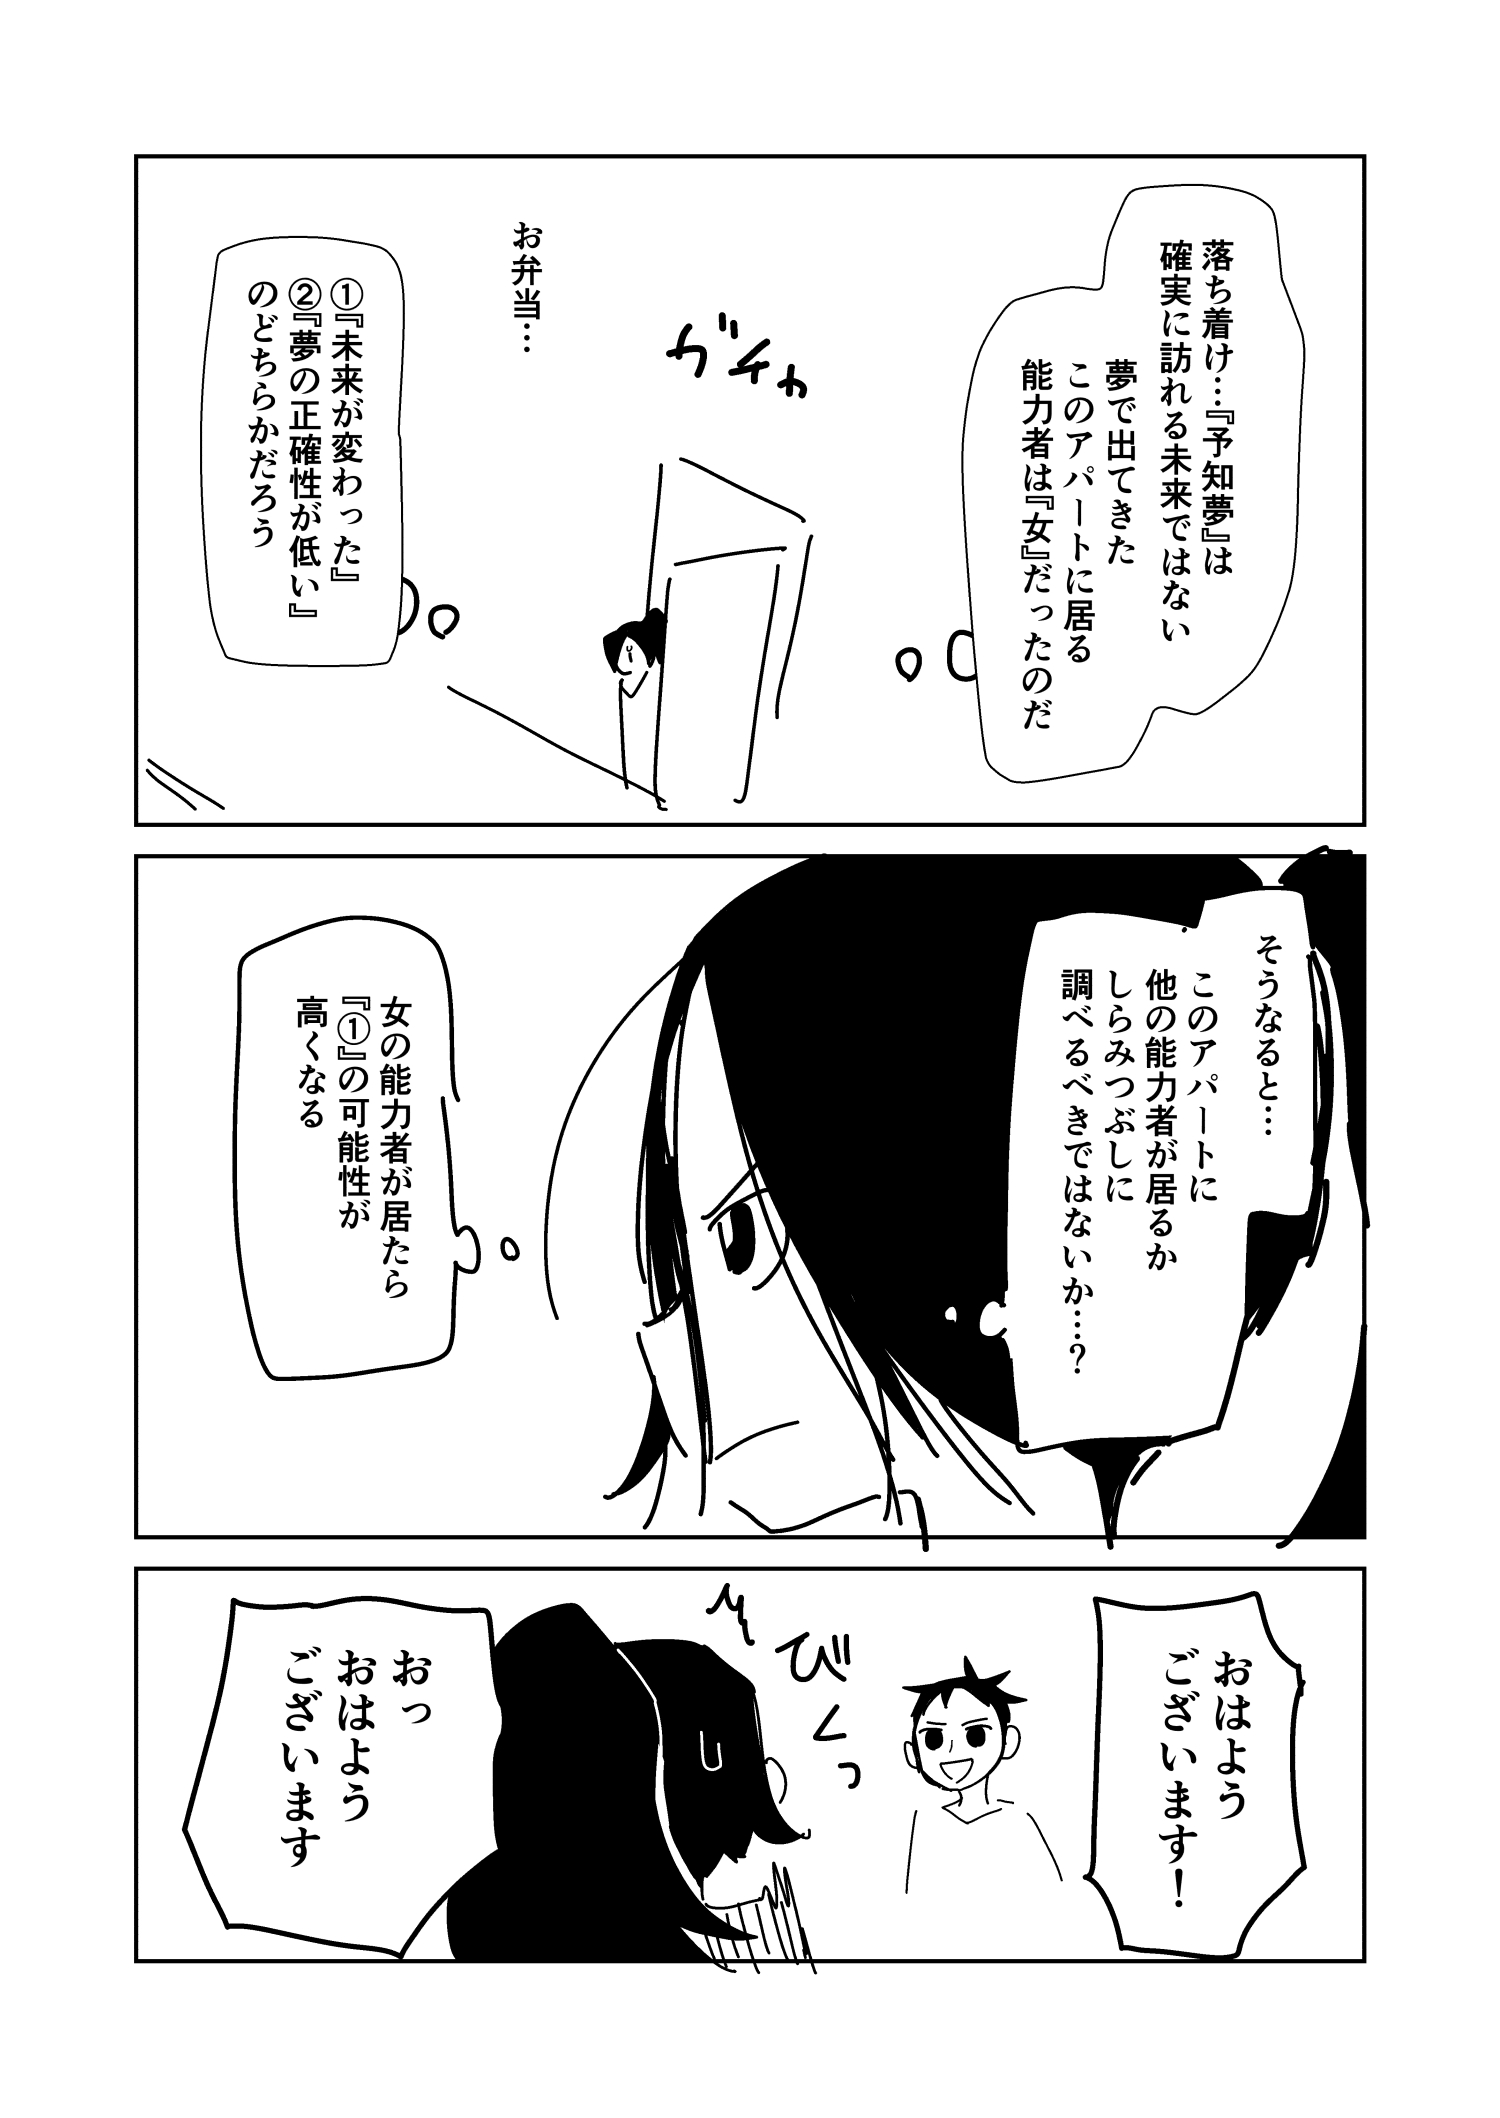 落ち着け…『予知夢』は
確実に訪れる未来ではない
夢で出てきた
このアパートに居る
能力者は『女』だったのだ
ガチャ
お弁当…
①『未来が変わった』
②『夢の正確性が低い』
のどちらかだろう
そうなると…
このアパートに
他の能力者が居るか
しらみつぶしに
調べるべきではないか…？
女の能力者が居たら
『①』の可能性が
高くなる
おはよう
ございます！
びくっ
おっ
おはよう
ございます